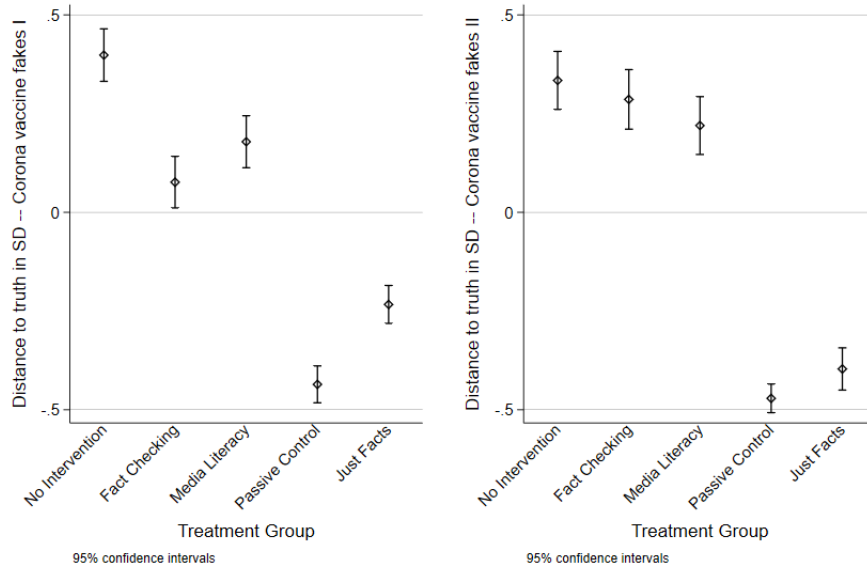 Distance to truth in SD -- Corona vaccine fakes I
.5
0
-.5
No Intervention
Fact Checking
Media Literacy
Passive Control
Just Facts
Treatment Group
95% confidence intervals
Distance to truth in SD -- Corona vaccine fakes II
.5
0
-.5
No Intervention
Fact Checking
Media Literacy
Passive Control
Just Facts
Treatment Group
95% confidence intervals